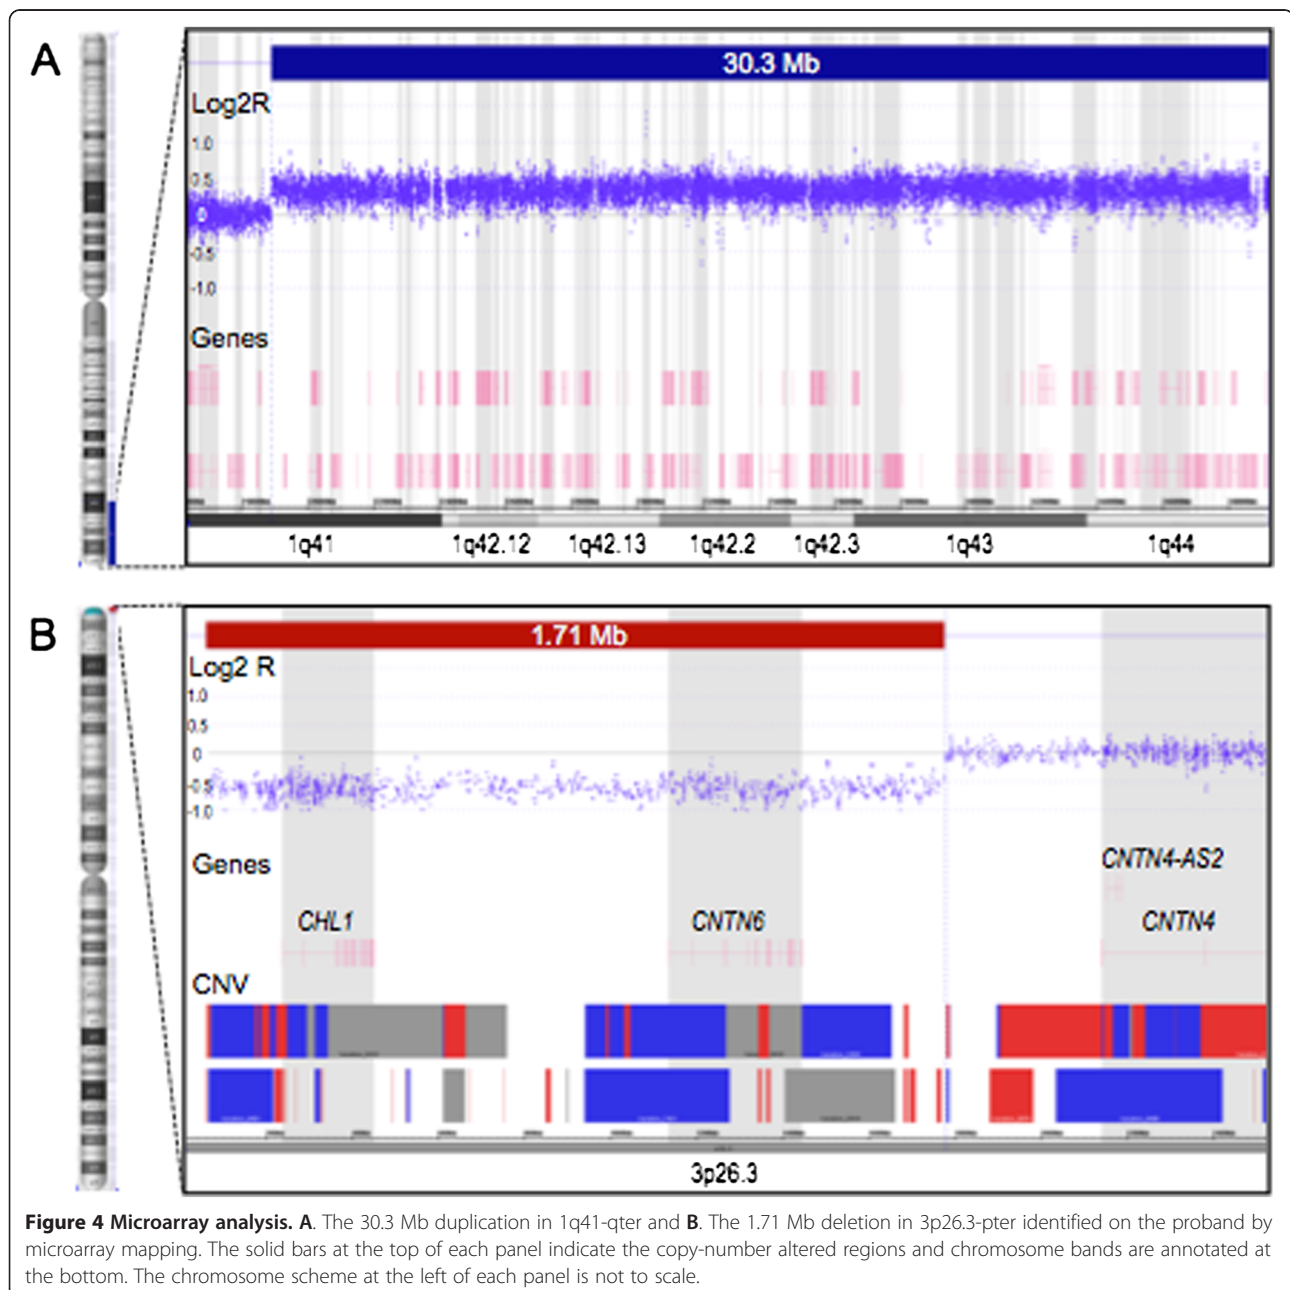 A
30.3 Mb
Log2R
1.0
0.5
0
-0.5
-1.0
Genes
1q41 1q42.12 1q42.13 1q42.2 1q42.3 1q43 1q44
B
1.71 Mb
Log2 R
1.0
0.5
0
-0.5
-1.0
Genes
CNTN4-AS2
CHL1 CNTN6 CNTN4
CNV
3p26.3
Figure 4 Microarray analysis. A. The 30.3 Mb duplication in 1q41-qter and B. The 1.71 Mb deletion in 3p26.3-pter identified on the proband by
microarray mapping. The solid bars at the top of each panel indicate the copy-number altered regions and chromosome bands are annotated at
the bottom. The chromosome scheme at the left of each panel is not to scale.